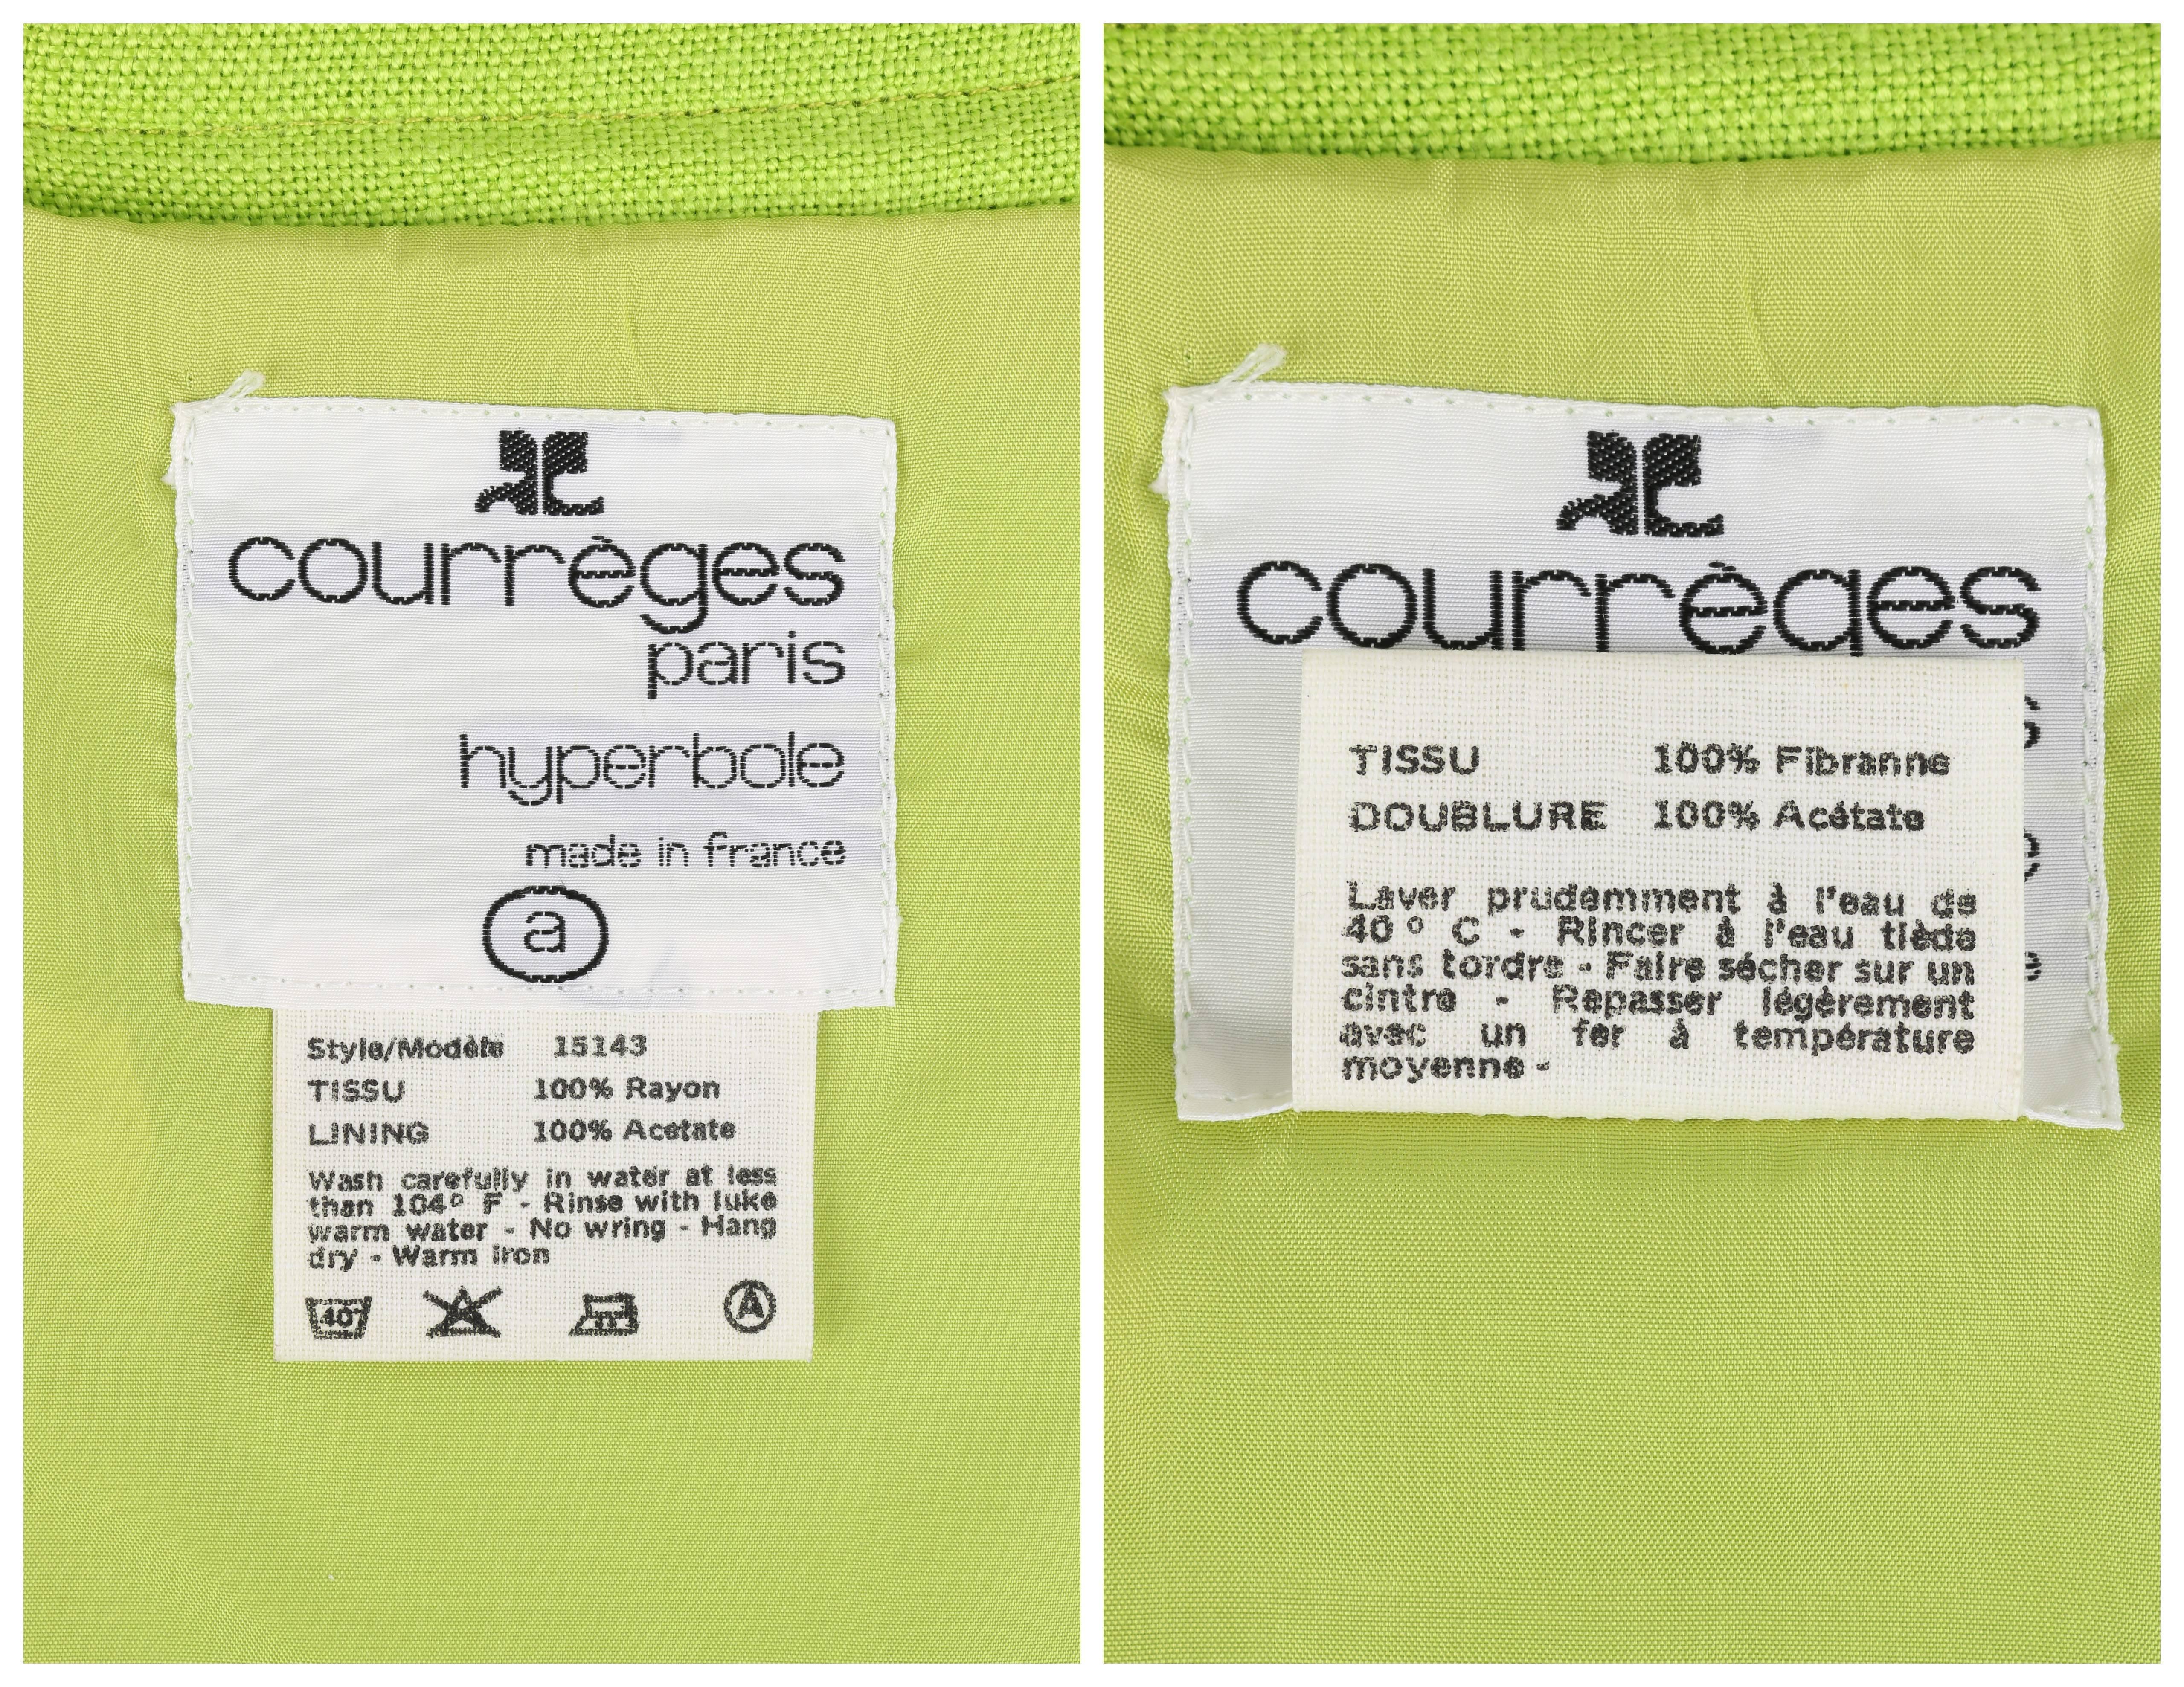 courrèges
paris
hyperbole
made in france
a
Style/Modèle 15143
TISSU 100% Rayon
LINING 100% Acetate
Wash carefully in water at less
than 104° F - Rinse with luke
warm water - No wring - Hang
dry - Warm iron
40°
A
courrèges
TISSU 100% Fibranne
DOUBLURE 100% Acétate
Laver prudemment à l'eau de
40° C - Rincer à l'eau tiède
sans tordre - Faire sécher sur un
cintre - Repasser légèrement
avec un fer à température
moyenne -